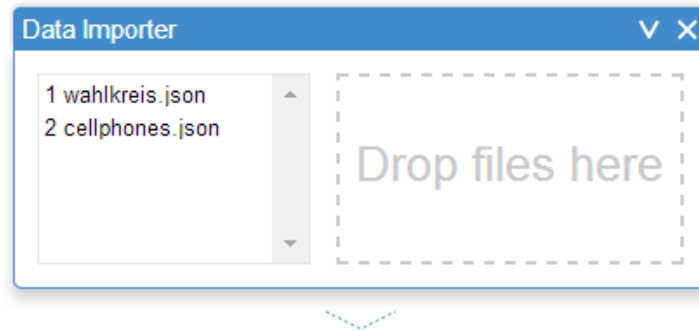 Data Importer
1 wahlkreis.json
2 cellphones.json
Drop files here